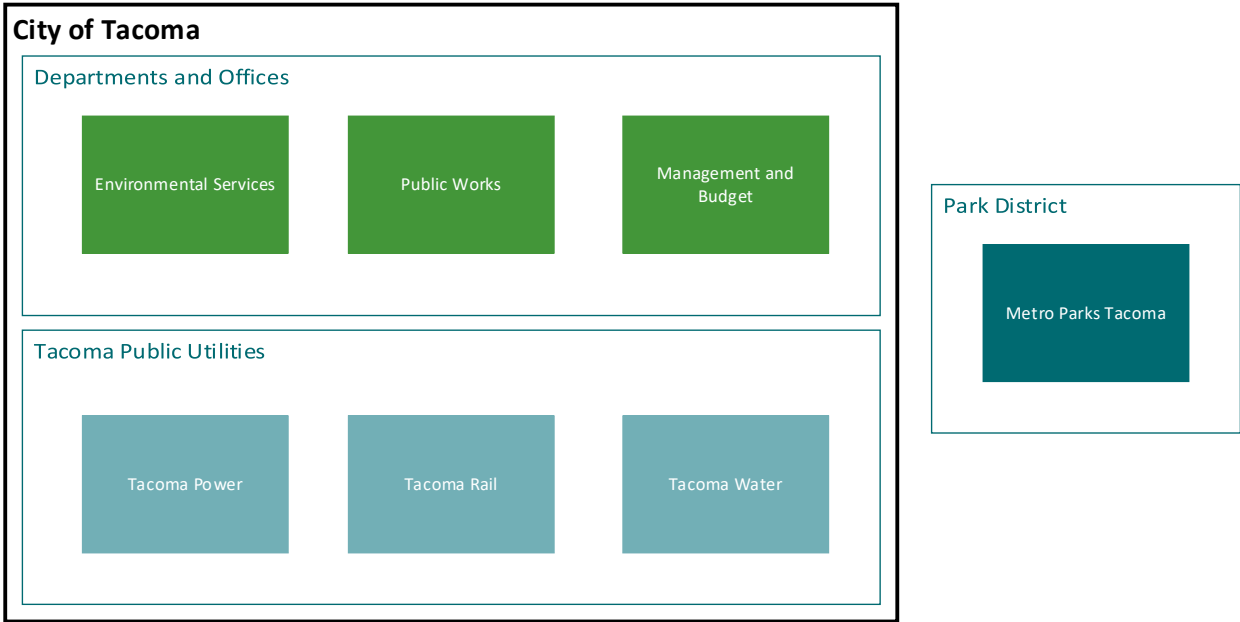 City of Tacoma
Departments and Offices
Environmental Services
Public Works
Management and
Budget
Tacoma Public Utilities
Tacoma Power
Tacoma Rail
Tacoma Water
Park District
Metro Parks Tacoma